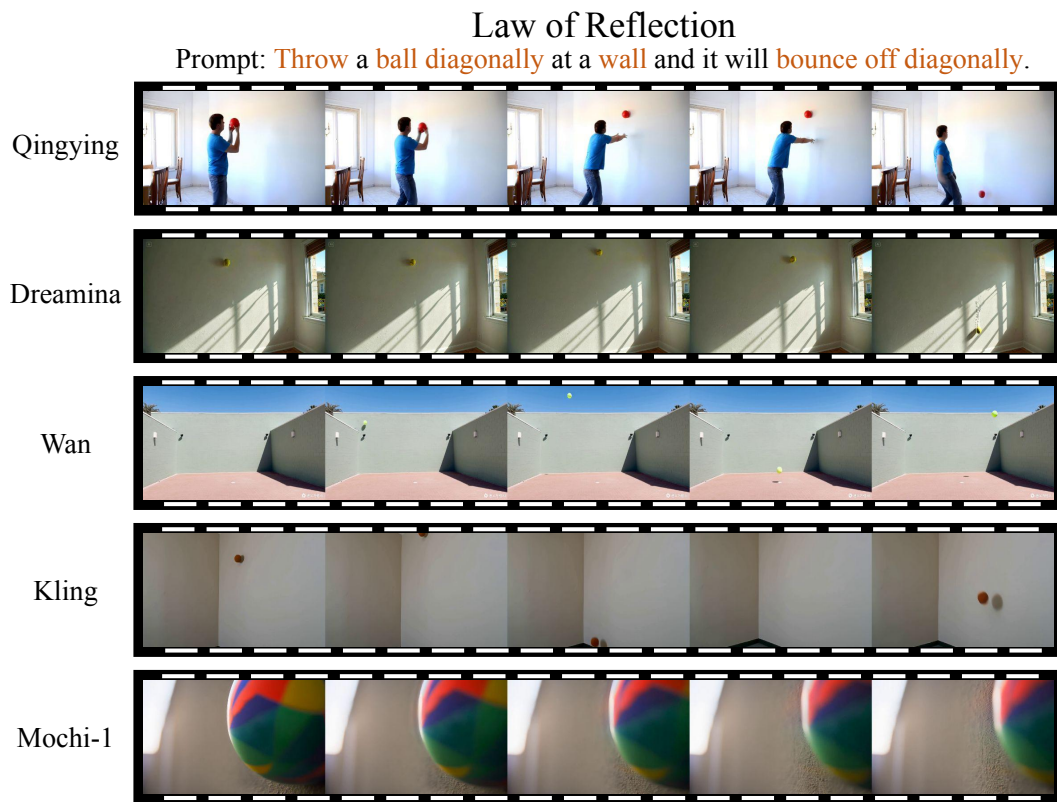 Law of Reflection
Prompt: Throw a ball diagonally at a wall and it will bounce off diagonally.
Qingying
Dreamina
Wan
Kling
Mochi-1